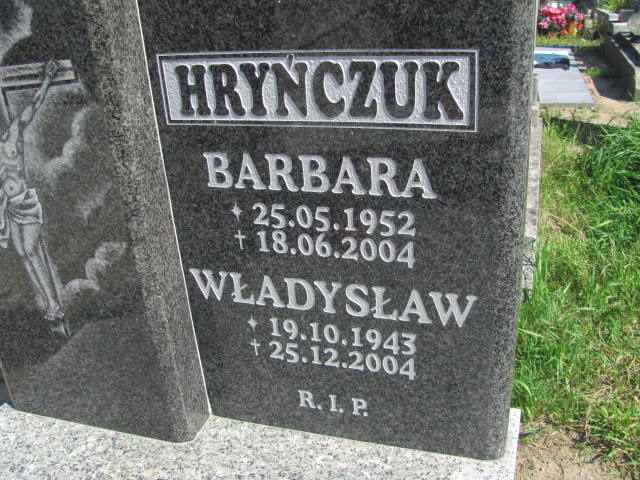 HRYŃCZUK
BARBARA
* 25.05.1952
† 18.06.2004
WŁADYSŁAW
* 19.10.1943
† 25.12.2004
R. I. P.